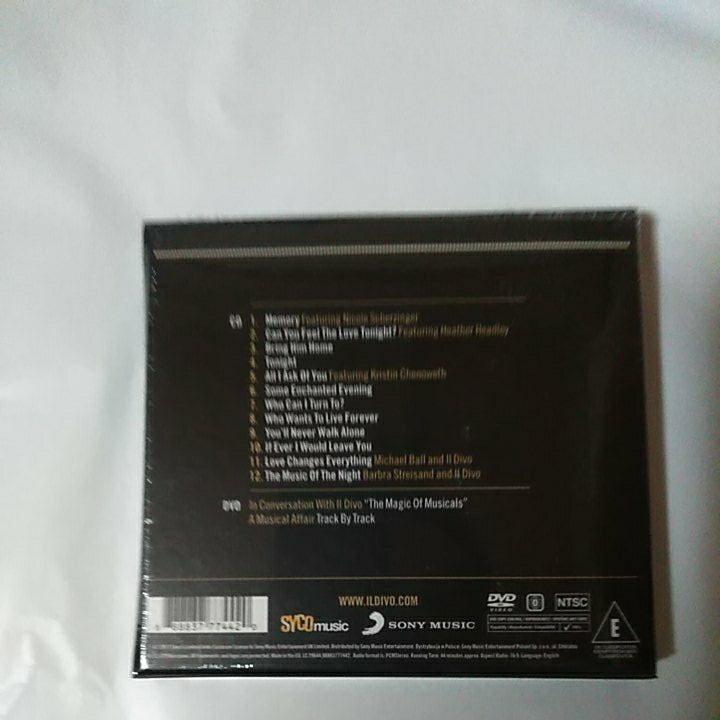 CD
1. Memory Featuring Nicole Scherzinger
2. Can You Feel The Love Tonight? Featuring Heather Headley
3. Bring Him Home
4. Tonight
5. All I Ask Of You Featuring Kristin Chenoweth
6. Some Enchanted Evening
7. Who Can I Turn To?
8. Who Wants To Live Forever
9. You'll Never Walk Alone
10. If Ever I Would Leave You
11. Love Changes Everything Michael Ball and Il Divo
12. The Music Of The Night Barbra Streisand and Il Divo
DVD In Conversation With Il Divo "The Magic Of Musicals"
A Musical Affair Track By Track
WWW.ILDIVO.COM
SYCOmusic
SONY MUSIC
DVD
VIDEO
0
NTSC
E
77442